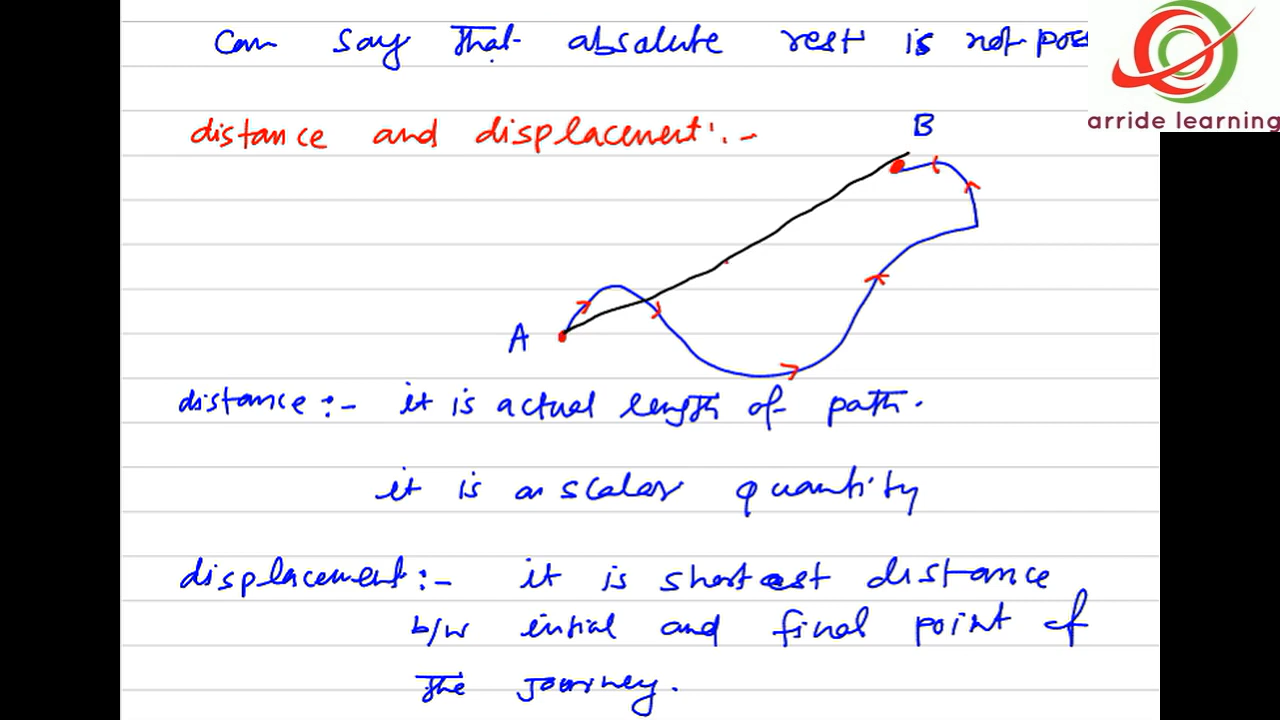 Can say that absolute rest is not pos
arride learning
distance and displacement :-
B
A
distance :- it is actual length of path.
it is a scalar quantity
displacement :- it is shortest distance
b/w initial and final point of
the journey.